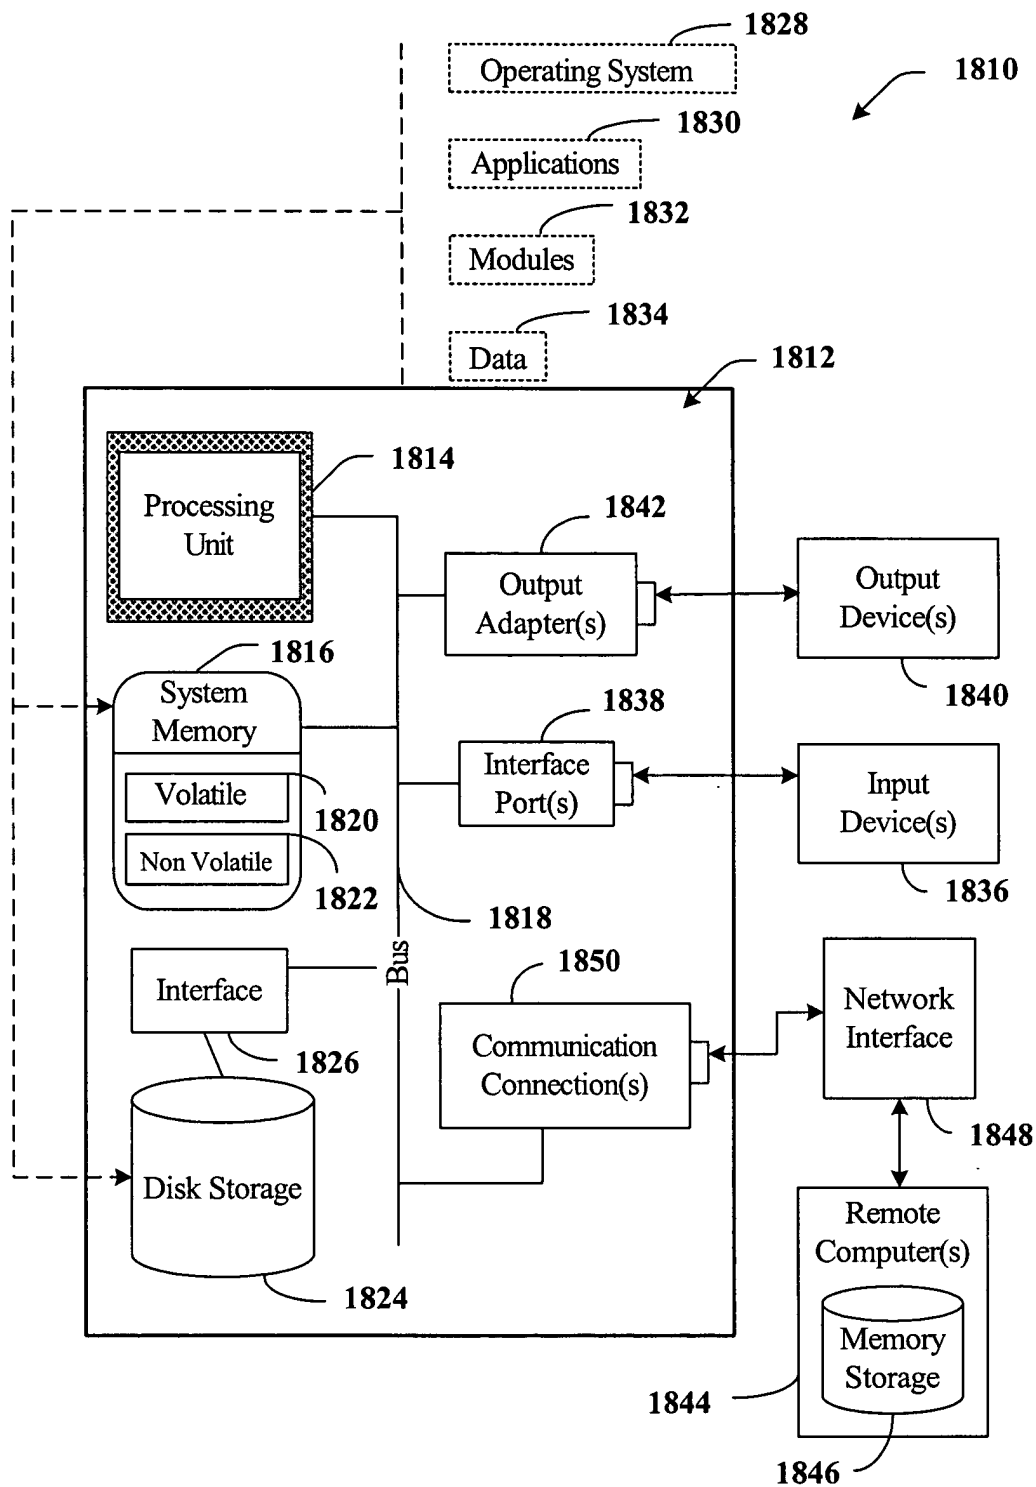 1828
Operating System
1810
1830
Applications
1832
Modules
1834
Data
1812
1814
Processing
Unit
1842
Output
Adapter(s)
Output
Device(s)
1840
1816
System
Memory
1838
Interface
Port(s)
Input
Device(s)
1836
Volatile
1820
Non Volatile
1822
1818
Bus
1850
Interface
1826
Communication
Connection(s)
Network
Interface
1848
Disk Storage
1824
Remote
Computer(s)
Memory
Storage
1844
1846